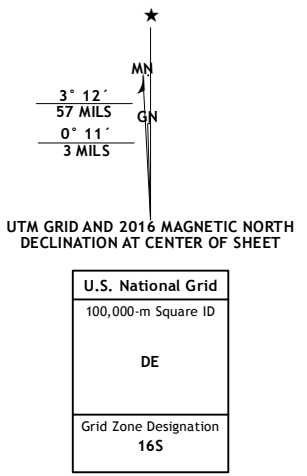 ★
MN
3° 12´
57 MILS
GN
0° 11´
3 MILS
UTM GRID AND 2016 MAGNETIC NORTH
DECLINATION AT CENTER OF SHEET
U.S. National Grid
100,000-m Square ID
DE
Grid Zone Designation
16S